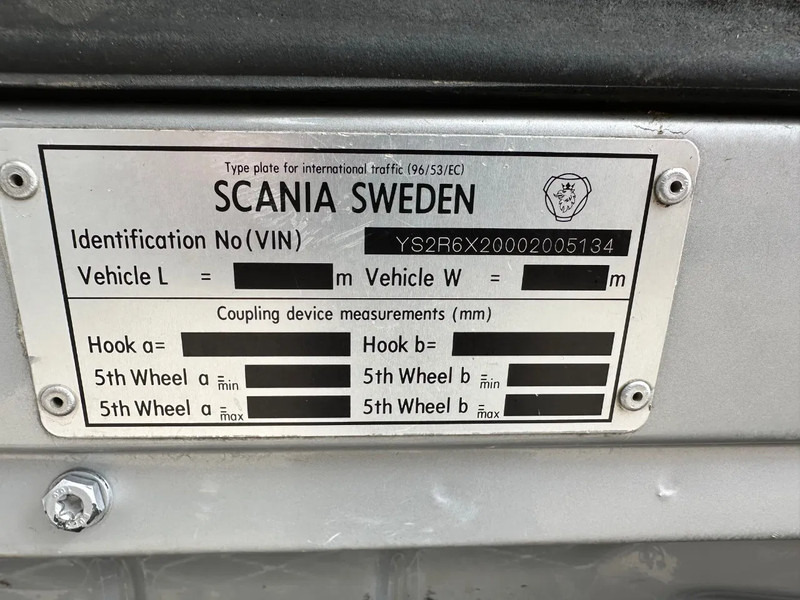 Type plate for international traffic (96/53/EC)
SCANIA SWEDEN
Identification No (VIN) YS2R6X20002005134
Vehicle L = m Vehicle W = m
Coupling device measurements (mm)
Hook a= Hook b=
5th Wheel a = min 5th Wheel b = min
5th Wheel a = max 5th Wheel b = max